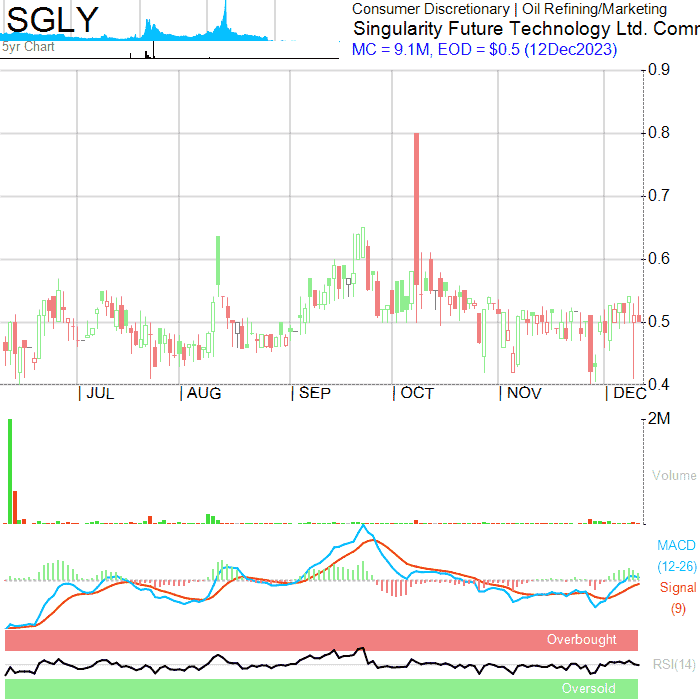 SGLY
Consumer Discretionary | Oil Refining/Marketing
Singularity Future Technology Ltd. Comr
5yr Chart
MC = 9.1M, EOD = $0.5 (12Dec2023)
0.9
0.8
0.7
0.6
0.5
0.4
| JUL | AUG | SEP | OCT | NOV | DEC
2M
Volume
MACD
(12-26)
Signal
(9)
Overbought
RSI(14)
Oversold